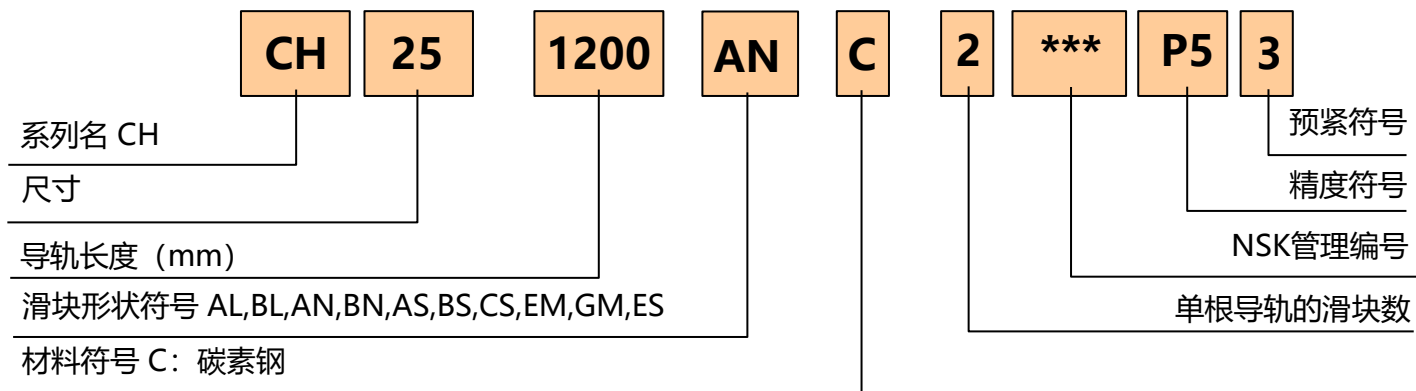 CH 25 1200 AN C 2 *** P5 3
系列名 CH
预紧符号
尺寸
精度符号
导轨长度（mm）
NSK管理编号
滑块形状符号 AL,BL,AN,BN,AS,BS,CS,EM,GM,ES
单根导轨的滑块数
材料符号 C：碳素钢